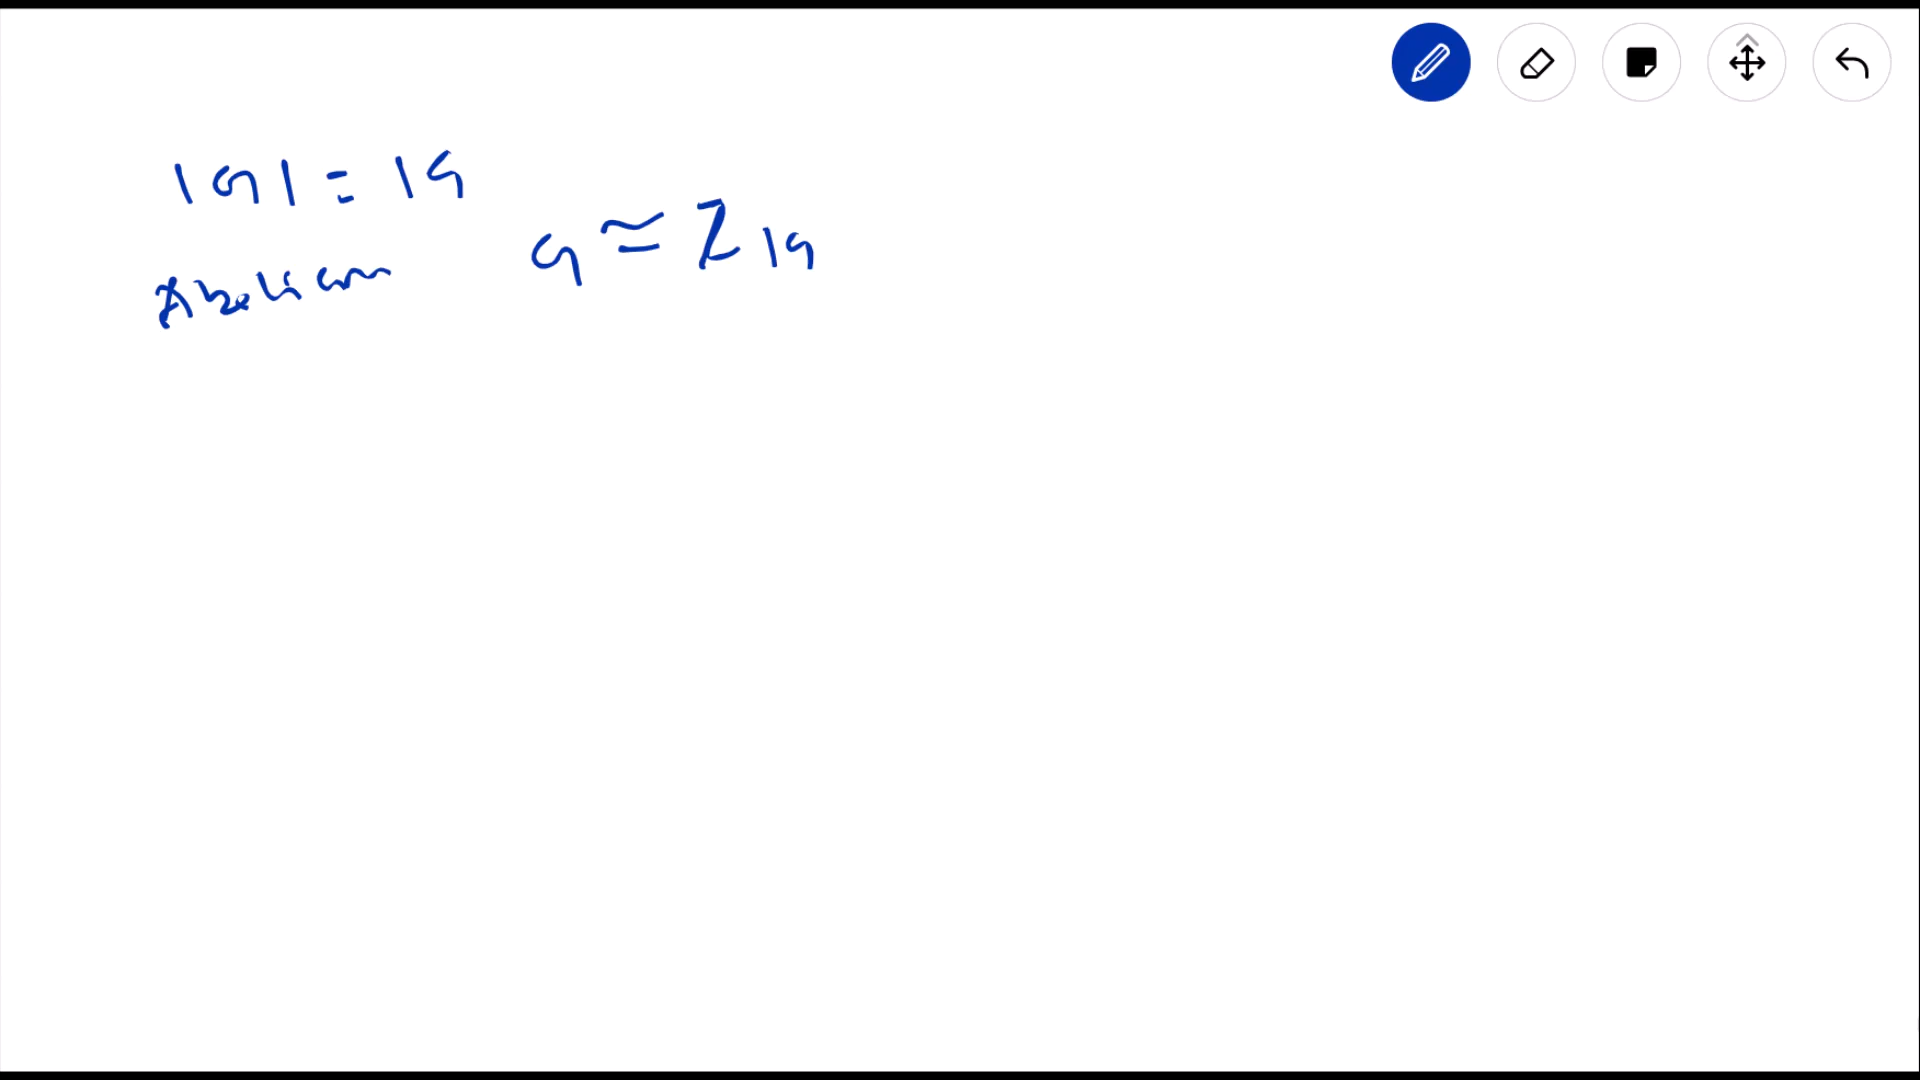 |G| = 19
G ≃ Z19
Abelian